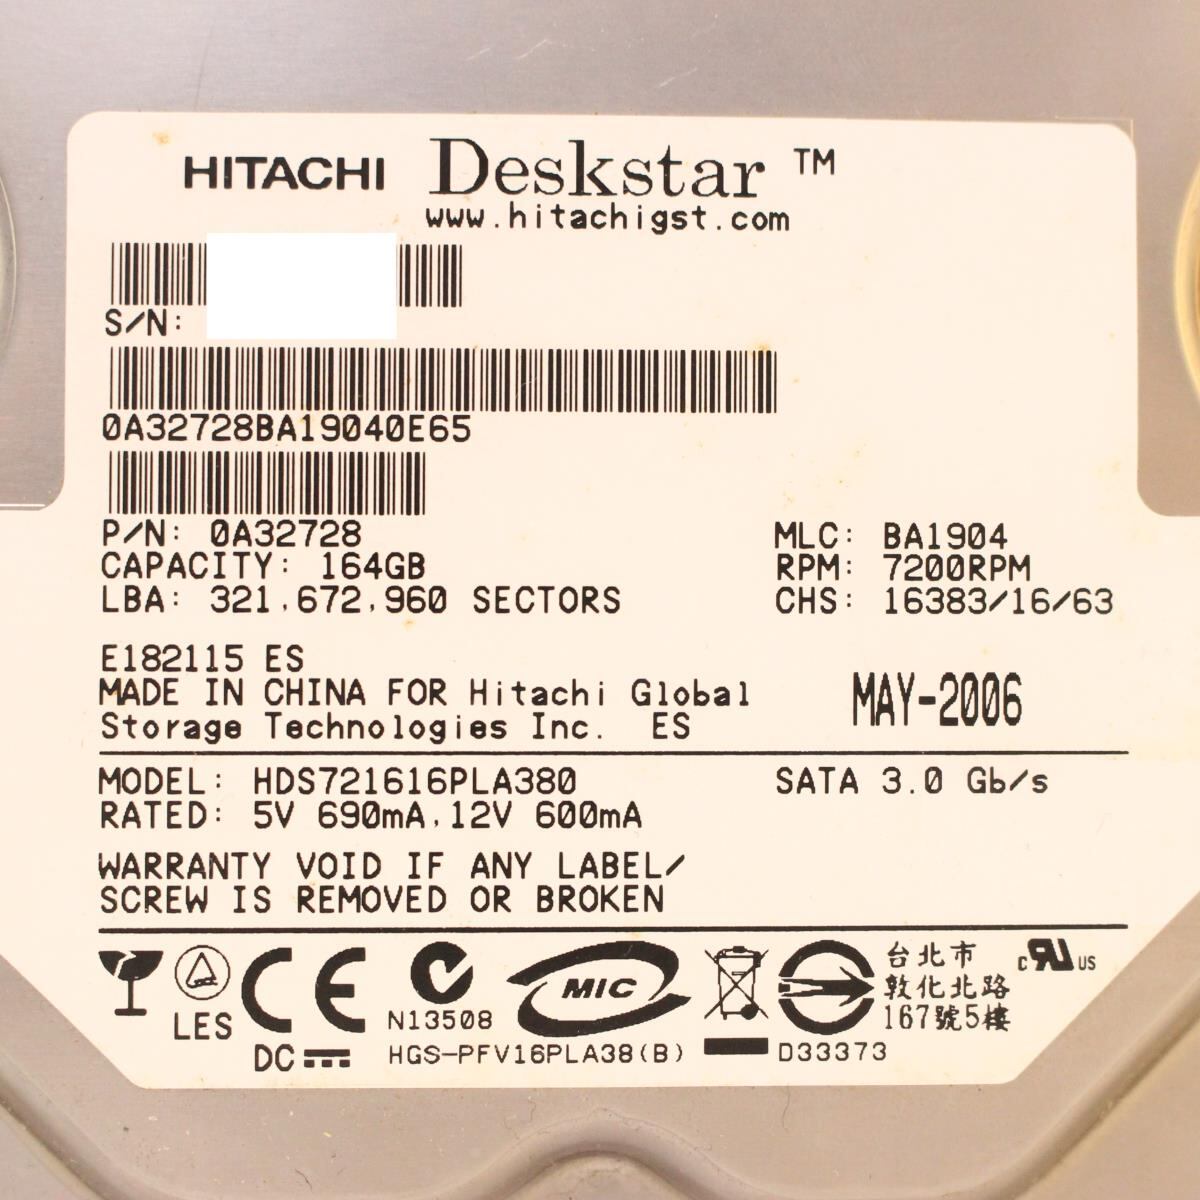 HITACHI Deskstar ™
www.hitachigst.com
S/N:
0A32728BA19040E65
P/N: 0A32728 MLC: BA1904
CAPACITY: 164GB RPM: 7200RPM
LBA: 321,672,960 SECTORS CHS: 16383/16/63
E182115 ES
MADE IN CHINA FOR Hitachi Global
Storage Technologies Inc. ES
MAY-2006
MODEL: HDS721616PLA380 SATA 3.0 Gb/s
RATED: 5V 690mA, 12V 600mA
WARRANTY VOID IF ANY LABEL/
SCREW IS REMOVED OR BROKEN
LES
CE
N13508
MIC
台北市
敦化北路
167號5樓
c RU US
DC
HGS-PFV16PLA38(B)
D33373